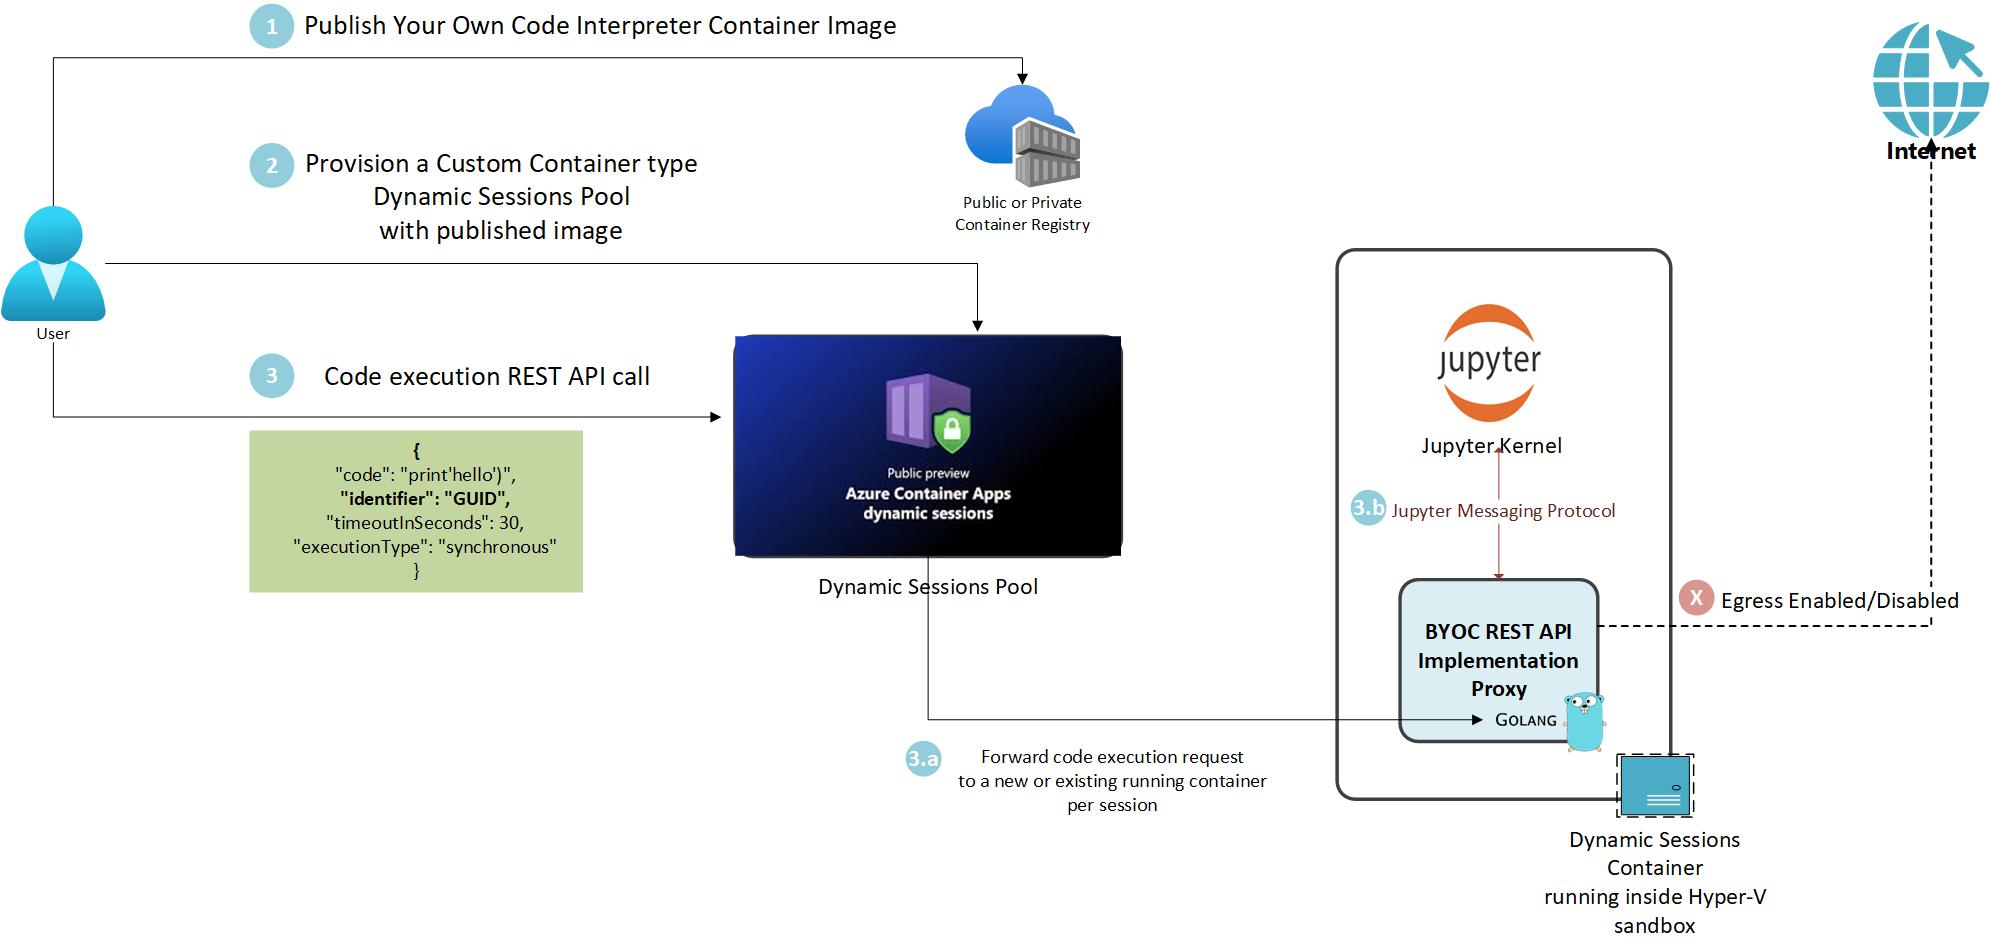 1 Publish Your Own Code Interpreter Container Image
Internet
2 Provision a Custom Container type
Dynamic Sessions Pool
with published image
Public or Private
Container Registry
User
3 Code execution REST API call
{
"code": "print'hello')",
"identifier": "GUID",
"timeoutInSeconds": 30,
"executionType": "synchronous"
}
Public preview
Azure Container Apps
dynamic sessions
Dynamic Sessions Pool
jupyter
Jupyter Kernel
3.b Jupyter Messaging Protocol
X Egress Enabled/Disabled
BYOC REST API
Implementation
Proxy
GOLANG
3.a Forward code execution request
to a new or existing running container
per session
Dynamic Sessions
Container
running inside Hyper-V
sandbox